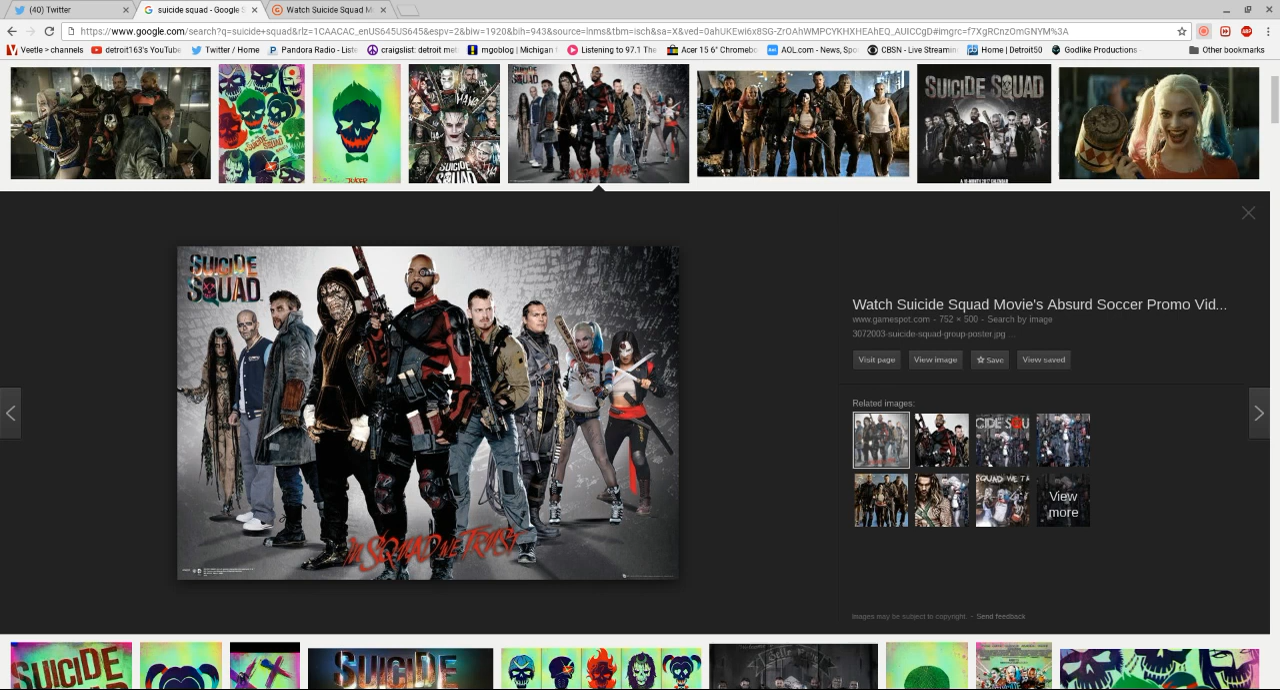 (40) Twitter
suicide squad - Google S
Watch Suicide Squad M
https://www.google.com/search?q=suicide+squad&rlz=1CAACAC_enUS645US645&espv=2&biw=1920&bih=943&source=lnms&tbm=isch&sa=X&ved=0ahUKEwi6x8SG-ZrOAhWMPCYKHXHEAhEQ_AUICCgD#imgrc=f7XgRCnzOmGNYM%3A
Veetle > channels
detroit163's YouTube
Twitter / Home
Pandora Radio - Liste
craigslist: detroit met
mgoblog | Michigan
Listening to 97.1 The
Acer 15 6" Chromebo
AOL.com - News, Spo
CBSN - Live Streamin
Home | Detroit50
Godlike Productions
Other bookmarks
SUICIDE SQUAD
SUICIDE SQUAD
SUICIDE
SQUAD
Watch Suicide Squad Movie's Absurd Soccer Promo Vid...
www.gamespot.com - 752 × 500 - Search by image
3072003-suicide-squad-group-poster.jpg ...
Visit page
View image
Save
View saved
Related images:
View
more
IN SQUAD WE TRUST
Images may be subject to copyright. - Send feedback
SUICIDE
SUICIDE